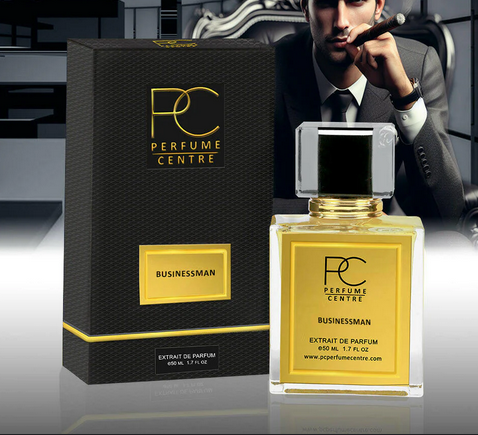 PC
PERFUME
CENTRE
BUSINESSMAN
EXTRAIT DE PARFUM
℮50 ML 1.7 FL OZ
PC
PERFUME
CENTRE
BUSINESSMAN
EXTRAIT DE PARFUM
℮50 ML 1.7 FL OZ
www.pcperfumecentre.com